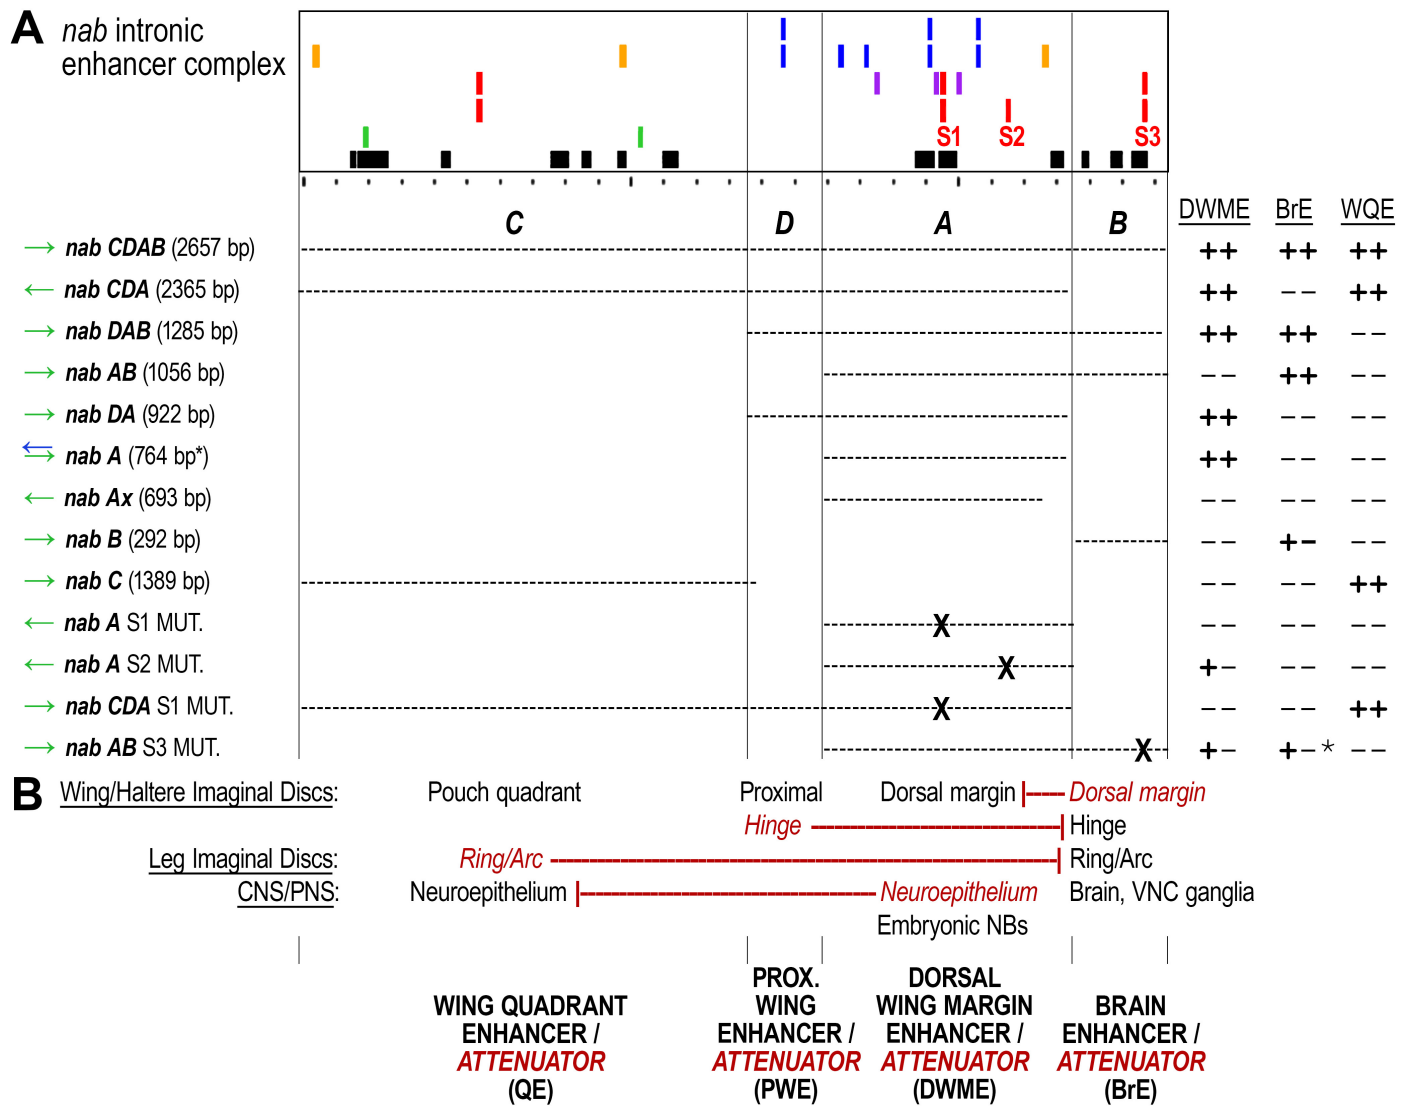 A
nab intronic
enhancer complex
S1 S2 S3
C D A B
DWME BrE WQE
→ nab CDAB (2657 bp) ++ ++ ++
← nab CDA (2365 bp) ++ −− ++
→ nab DAB (1285 bp) ++ ++ −−
→ nab AB (1056 bp) −− ++ −−
→ nab DA (922 bp) ++ −− −−
nab A (764 bp*) ++ −− −−
← nab Ax (693 bp) −− −− −−
→ nab B (292 bp) −− +− −−
→ nab C (1389 bp) −− −− ++
← nab A S1 MUT. X −− −− −−
← nab A S2 MUT. X +− −− −−
→ nab CDA S1 MUT. X −− −− ++
→ nab AB S3 MUT. X +− +− * −−
B Wing/Haltere Imaginal Discs: Pouch quadrant Proximal Dorsal margin Dorsal margin
Hinge Hinge
Leg Imaginal Discs: Ring/Arc Ring/Arc
CNS/PNS: Neuroepithelium Neuroepithelium Brain, VNC ganglia
Embryonic NBs
WING QUADRANT
ENHANCER /
ATTENUATOR
(QE)
PROX.
WING
ENHANCER /
ATTENUATOR
(PWE)
DORSAL
WING MARGIN
ENHANCER /
ATTENUATOR
(DWME)
BRAIN
ENHANCER /
ATTENUATOR
(BrE)